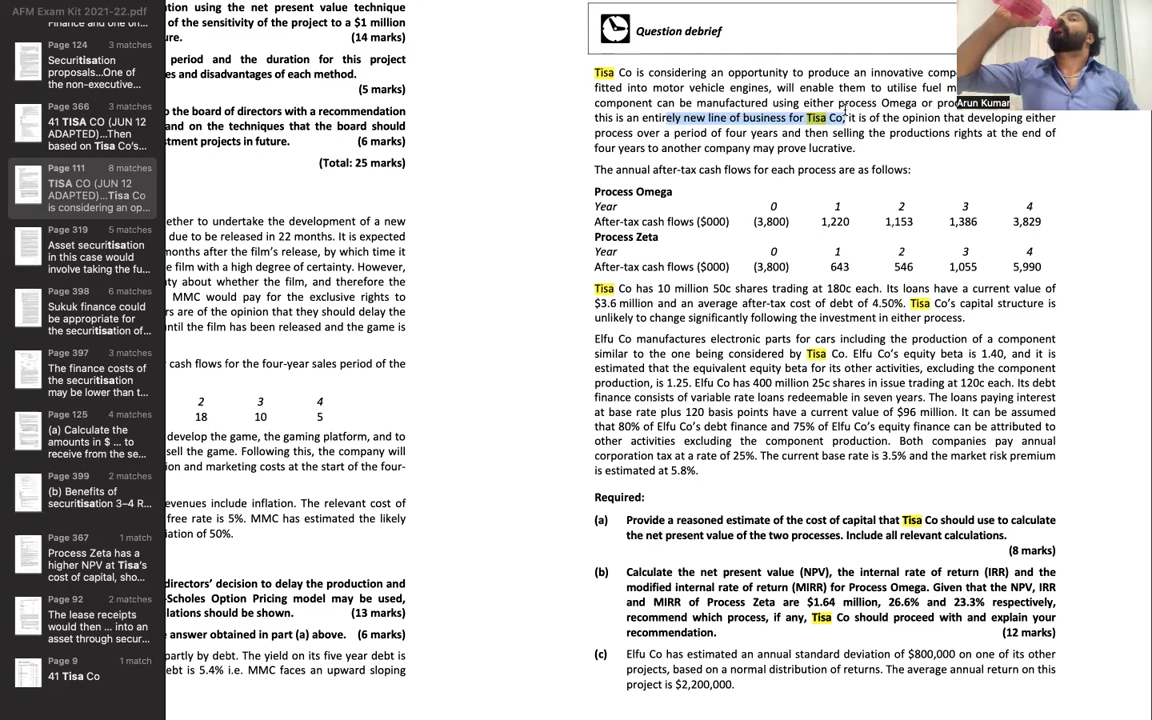 AFM Exam Kit 2021-22.pdf
Finance and one on...
Page 124 3 matches
Securitisation
proposals...One of
the non-executive...
Page 366 3 matches
41 TISA CO (JUN 12
ADAPTED)...Then
based on Tisa Co's...
Page 111 8 matches
TISA CO (JUN 12
ADAPTED)...Tisa Co
is considering an op...
Page 319 5 matches
Asset securitisation
in this case would
involve taking the fu...
Page 398 6 matches
Sukuk finance could
be appropriate for
the securitisation of...
Page 397 3 matches
The finance costs of
the securitisation
may be lower than t...
Page 125 4 matches
(a) Calculate the
amounts in $ ... to
receive from the se...
Page 399 2 matches
(b) Benefits of
securitisation 3–4 R...
Page 367 1 match
Process Zeta has a
higher NPV at Tisa's
cost of capital, sho...
Page 92 2 matches
The lease receipts
would then ... into an
asset through secur...
Page 9 1 match
41 Tisa Co
tion using the net present value technique
of the sensitivity of the project to a $1 million
ure. (14 marks)
period and the duration for this project
es and disadvantages of each method.
(5 marks)
o the board of directors with a recommendation
and on the techniques that the board should
stment projects in future. (6 marks)
(Total: 25 marks)
ether to undertake the development of a new
due to be released in 22 months. It is expected
months after the film's release, by which time it
e film with a high degree of certainty. However,
ty about whether the film, and therefore the
MMC would pay for the exclusive rights to
rs are of the opinion that they should delay the
until the film has been released and the game is
cash flows for the four-year sales period of the
2 3 4
18 10 5
develop the game, the gaming platform, and to
sell the game. Following this, the company will
ion and marketing costs at the start of the four-
evenues include inflation. The relevant cost of
free rate is 5%. MMC has estimated the likely
iation of 50%.
directors' decision to delay the production and
-Scholes Option Pricing model may be used,
lations should be shown. (13 marks)
answer obtained in part (a) above. (6 marks)
partly by debt. The yield on its five year debt is
ebt is 5.4% i.e. MMC faces an upward sloping
Question debrief
Tisa Co is considering an opportunity to produce an innovative comp
fitted into motor vehicle engines, will enable them to utilise fuel m
component can be manufactured using either process Omega or pro
this is an entirely new line of business for Tisa Co, it is of the opinion that developing either
process over a period of four years and then selling the productions rights at the end of
four years to another company may prove lucrative.
The annual after-tax cash flows for each process are as follows:
Process Omega
Year 0 1 2 3 4
After-tax cash flows ($000) (3,800) 1,220 1,153 1,386 3,829
Process Zeta
Year 0 1 2 3 4
After-tax cash flows ($000) (3,800) 643 546 1,055 5,990
Tisa Co has 10 million 50c shares trading at 180c each. Its loans have a current value of
$3.6 million and an average after-tax cost of debt of 4.50%. Tisa Co's capital structure is
unlikely to change significantly following the investment in either process.
Elfu Co manufactures electronic parts for cars including the production of a component
similar to the one being considered by Tisa Co. Elfu Co's equity beta is 1.40, and it is
estimated that the equivalent equity beta for its other activities, excluding the component
production, is 1.25. Elfu Co has 400 million 25c shares in issue trading at 120c each. Its debt
finance consists of variable rate loans redeemable in seven years. The loans paying interest
at base rate plus 120 basis points have a current value of $96 million. It can be assumed
that 80% of Elfu Co's debt finance and 75% of Elfu Co's equity finance can be attributed to
other activities excluding the component production. Both companies pay annual
corporation tax at a rate of 25%. The current base rate is 3.5% and the market risk premium
is estimated at 5.8%.
Required:
(a) Provide a reasoned estimate of the cost of capital that Tisa Co should use to calculate
the net present value of the two processes. Include all relevant calculations.
(8 marks)
(b) Calculate the net present value (NPV), the internal rate of return (IRR) and the
modified internal rate of return (MIRR) for Process Omega. Given that the NPV, IRR
and MIRR of Process Zeta are $1.64 million, 26.6% and 23.3% respectively,
recommend which process, if any, Tisa Co should proceed with and explain your
recommendation. (12 marks)
(c) Elfu Co has estimated an annual standard deviation of $800,000 on one of its other
projects, based on a normal distribution of returns. The average annual return on this
project is $2,200,000.
Arun Kumar